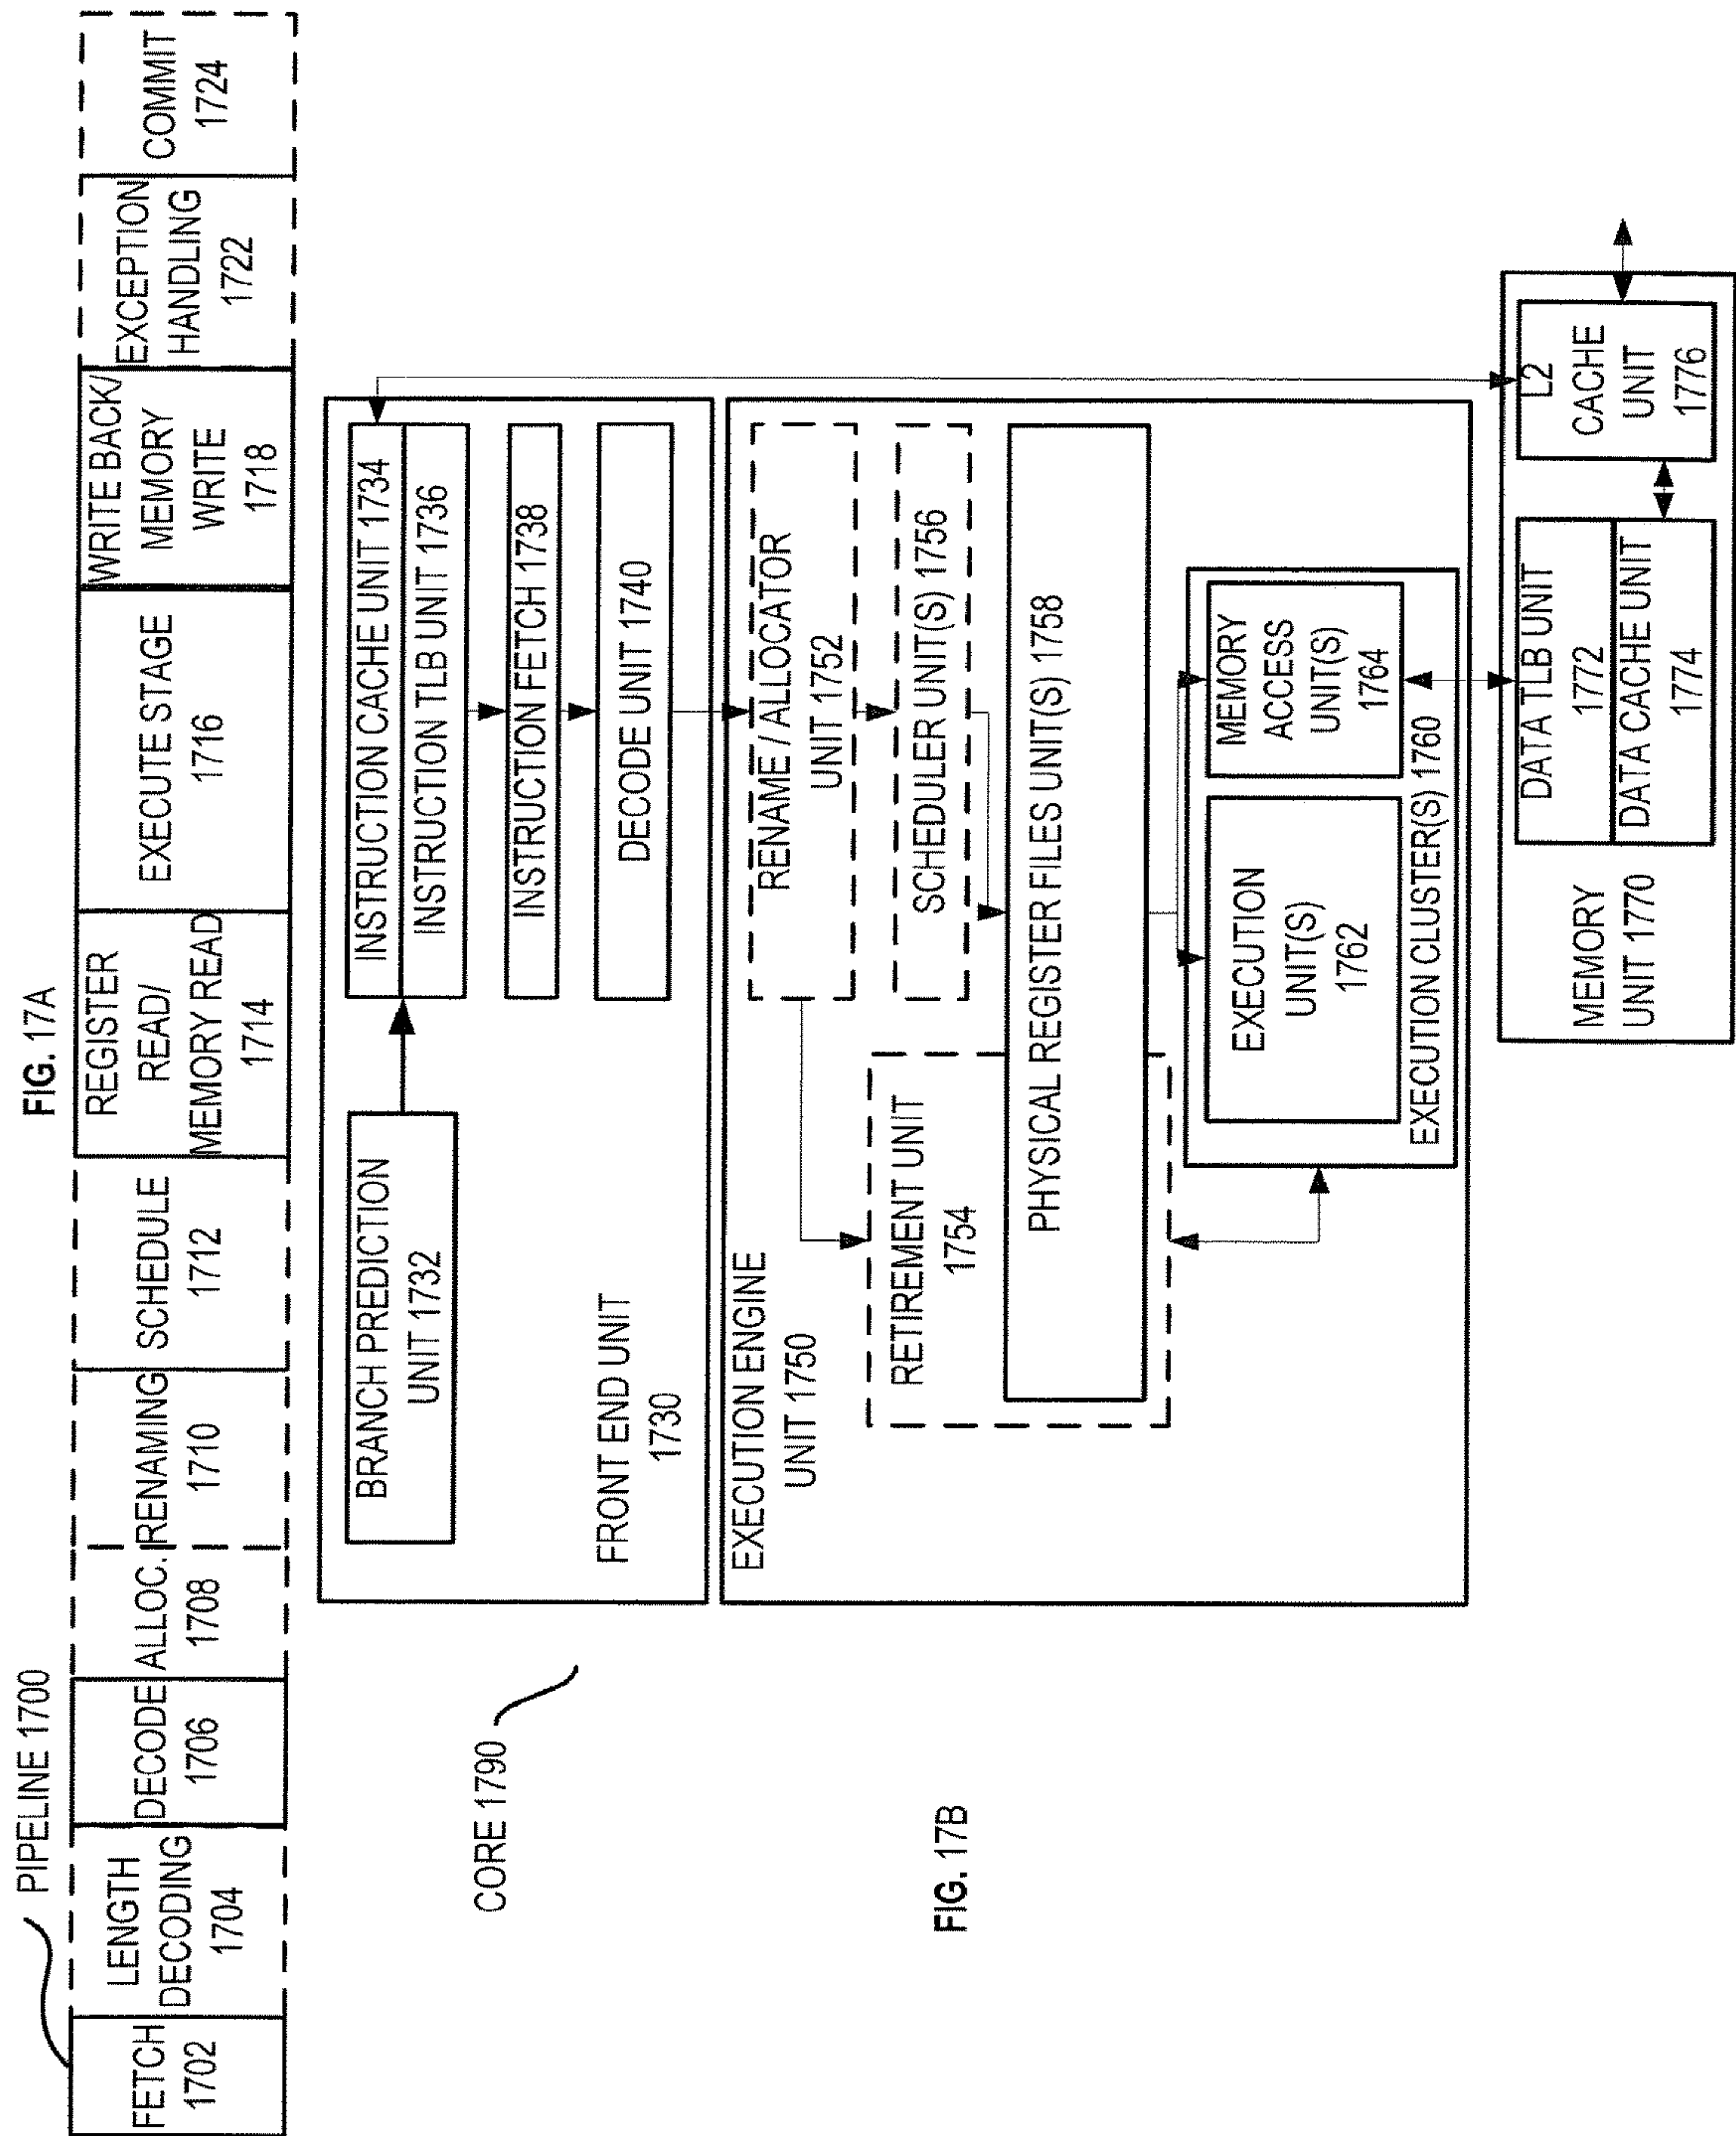 FIG. 17A
PIPELINE 1700
FETCH
1702
LENGTH
DECODING
1704
DECODE
1706
ALLOC.
1708
RENAMING
1710
SCHEDULE
1712
REGISTER
READ/
MEMORY READ
1714
EXECUTE STAGE
1716
WRITE BACK/
MEMORY
WRITE
1718
EXCEPTION
HANDLING
1722
COMMIT
1724
CORE 1790
FRONT END UNIT
1730
BRANCH PREDICTION
UNIT 1732
INSTRUCTION CACHE UNIT 1734
INSTRUCTION TLB UNIT 1736
INSTRUCTION FETCH 1738
DECODE UNIT 1740
EXECUTION ENGINE
UNIT 1750
RENAME / ALLOCATOR
UNIT 1752
RETIREMENT UNIT
1754
SCHEDULER UNIT(S) 1756
PHYSICAL REGISTER FILES UNIT(S) 1758
EXECUTION
UNIT(S)
1762
MEMORY
ACCESS
UNIT(S)
1764
EXECUTION CLUSTER(S) 1760
MEMORY
UNIT 1770
DATA TLB UNIT
1772
DATA CACHE UNIT
1774
L2
CACHE
UNIT
1776
FIG. 17B